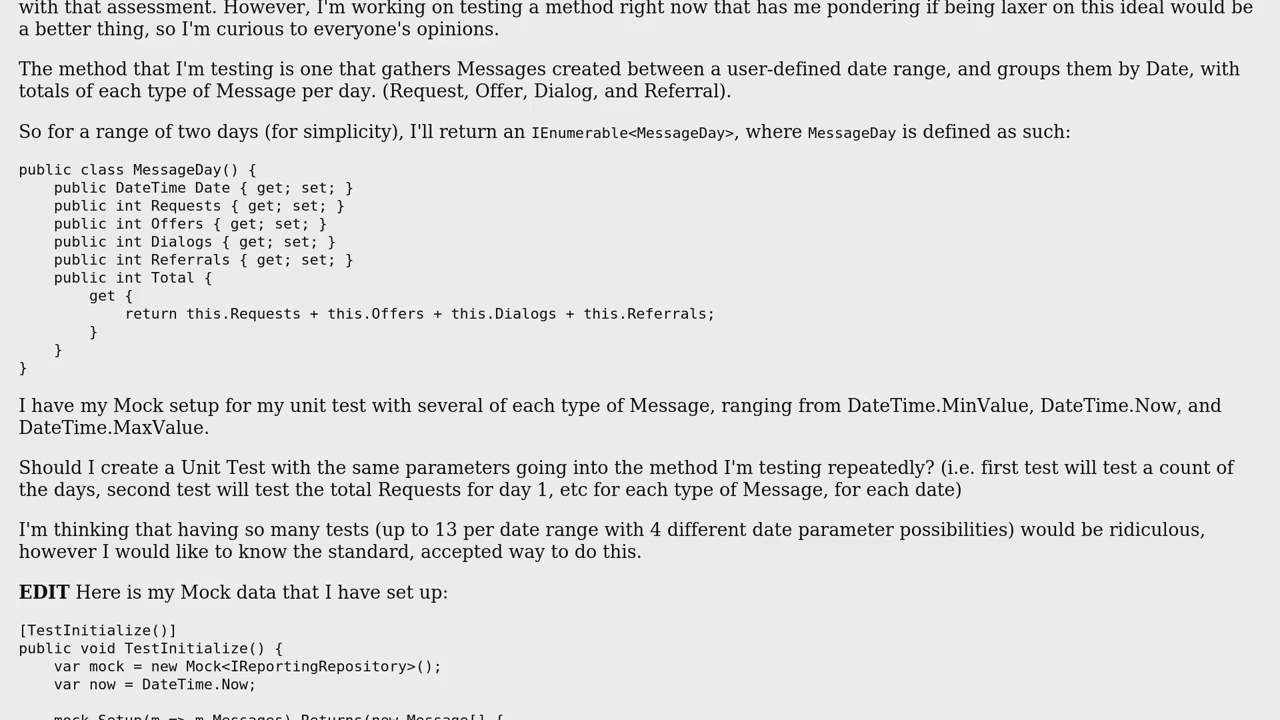 with that assessment. However, I'm working on testing a method right now that has me pondering if being laxer on this ideal would be
a better thing, so I'm curious to everyone's opinions.
The method that I'm testing is one that gathers Messages created between a user-defined date range, and groups them by Date, with
totals of each type of Message per day. (Request, Offer, Dialog, and Referral).
So for a range of two days (for simplicity), I'll return an IEnumerable<MessageDay>, where MessageDay is defined as such:
public class MessageDay() {
    public DateTime Date { get; set; }
    public int Requests { get; set; }
    public int Offers { get; set; }
    public int Dialogs { get; set; }
    public int Referrals { get; set; }
    public int Total {
        get {
            return this.Requests + this.Offers + this.Dialogs + this.Referrals;
        }
    }
}
I have my Mock setup for my unit test with several of each type of Message, ranging from DateTime.MinValue, DateTime.Now, and
DateTime.MaxValue.
Should I create a Unit Test with the same parameters going into the method I'm testing repeatedly? (i.e. first test will test a count of
the days, second test will test the total Requests for day 1, etc for each type of Message, for each date)
I'm thinking that having so many tests (up to 13 per date range with 4 different date parameter possibilities) would be ridiculous,
however I would like to know the standard, accepted way to do this.
EDIT Here is my Mock data that I have set up:
[TestInitialize()]
public void TestInitialize() {
    var mock = new Mock<IReportingRepository>();
    var now = DateTime.Now;
    mock.Setup(m => m.Messages).Returns(new Message[] {